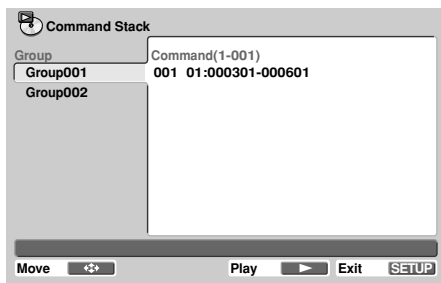 Command Stack
Group
Command(1-001)
Group001
001 01:000301-000601
Group002
Move Play Exit SETUP